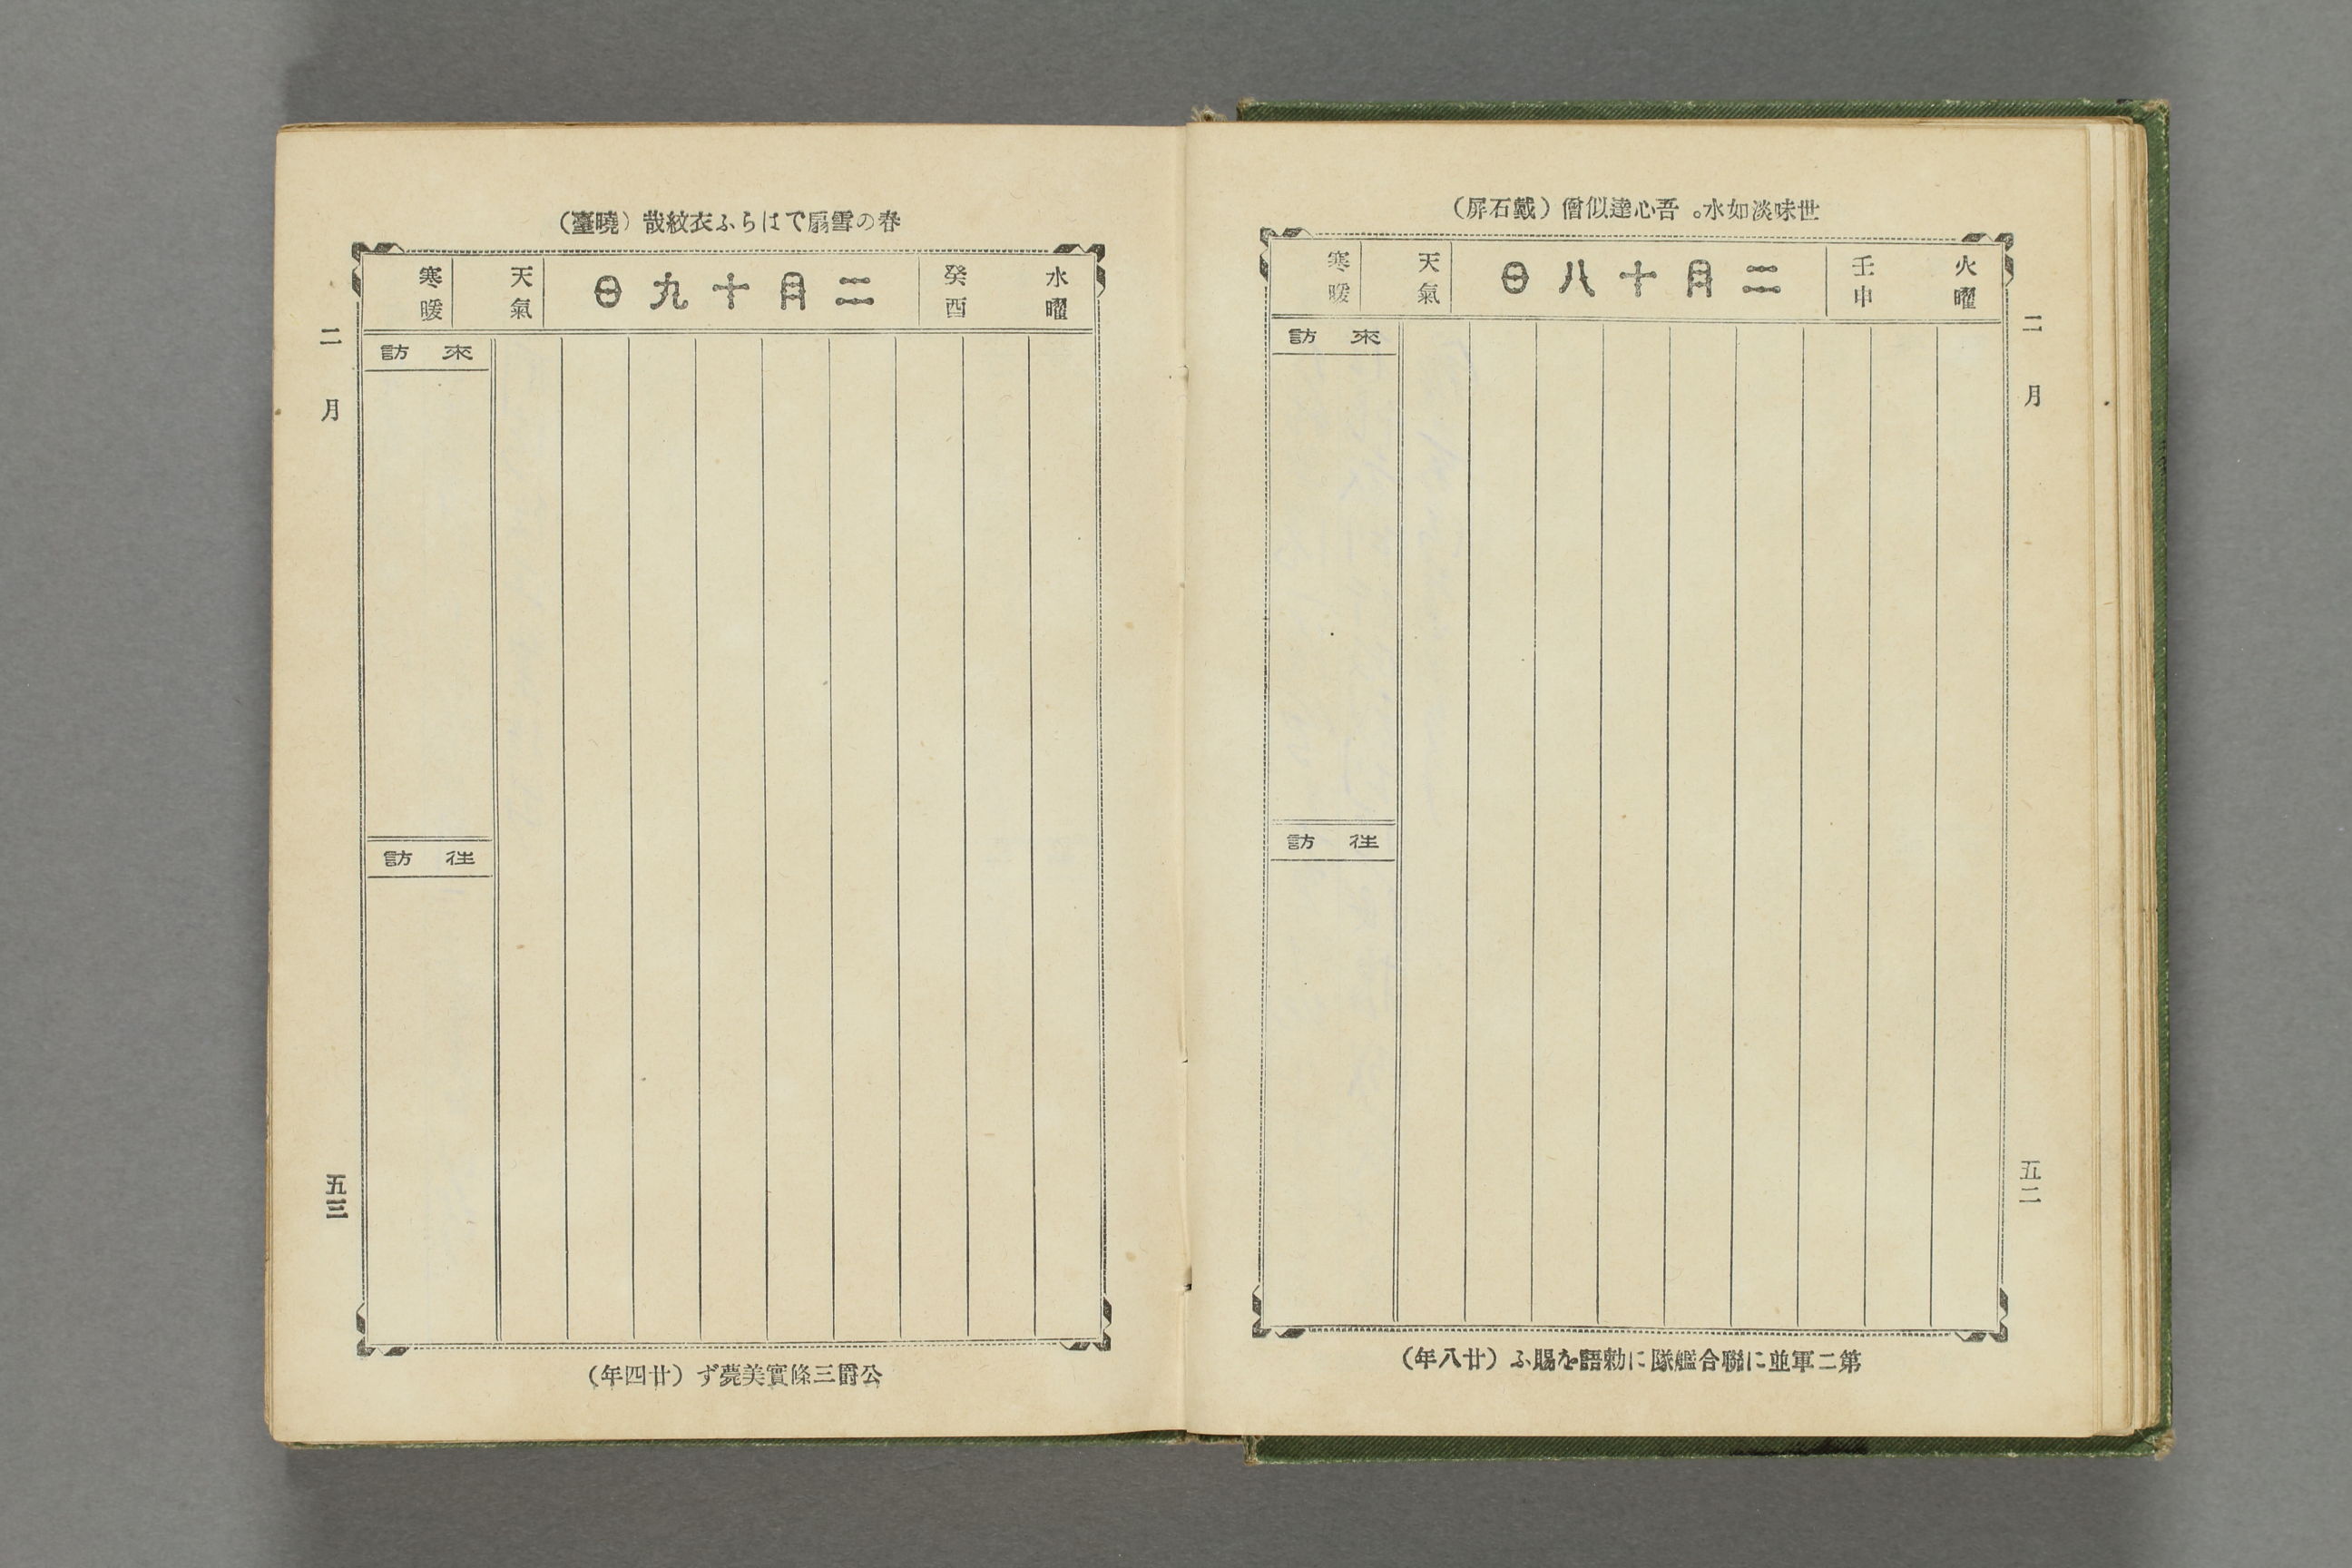 世味淡如水。吾心達似僧（戴石屏）
火曜
壬申
二月十八日
天氣
寒暖
來訪
往訪
二月
五二
第二軍並に聯合艦隊に勅語を賜ふ（廿八年）
春の雪扇ではらふ衣紋哉（曉臺）
水曜
癸酉
二月十九日
天氣
寒暖
來訪
往訪
二月
五三
公爵三條實美薨ず（廿四年）